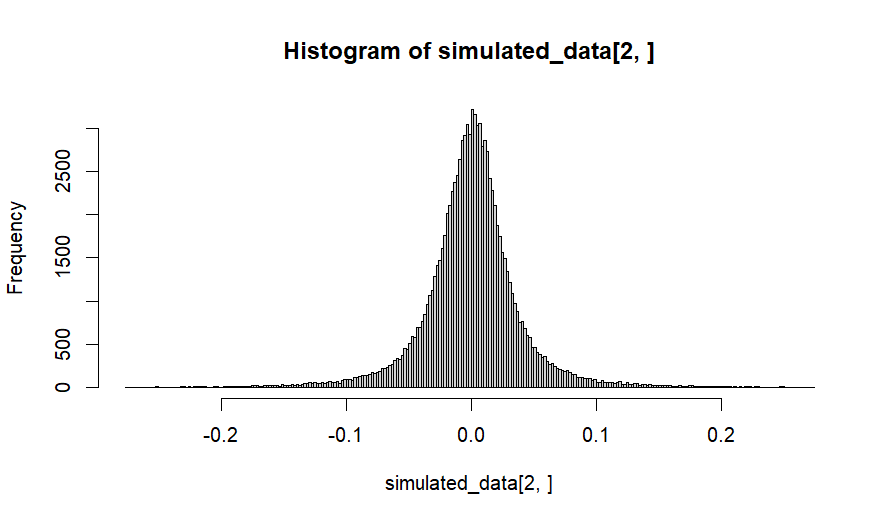 Histogram of simulated_data[2, ]
Frequency
2500
1500
500
0
-0.2 -0.1 0.0 0.1 0.2
simulated_data[2, ]